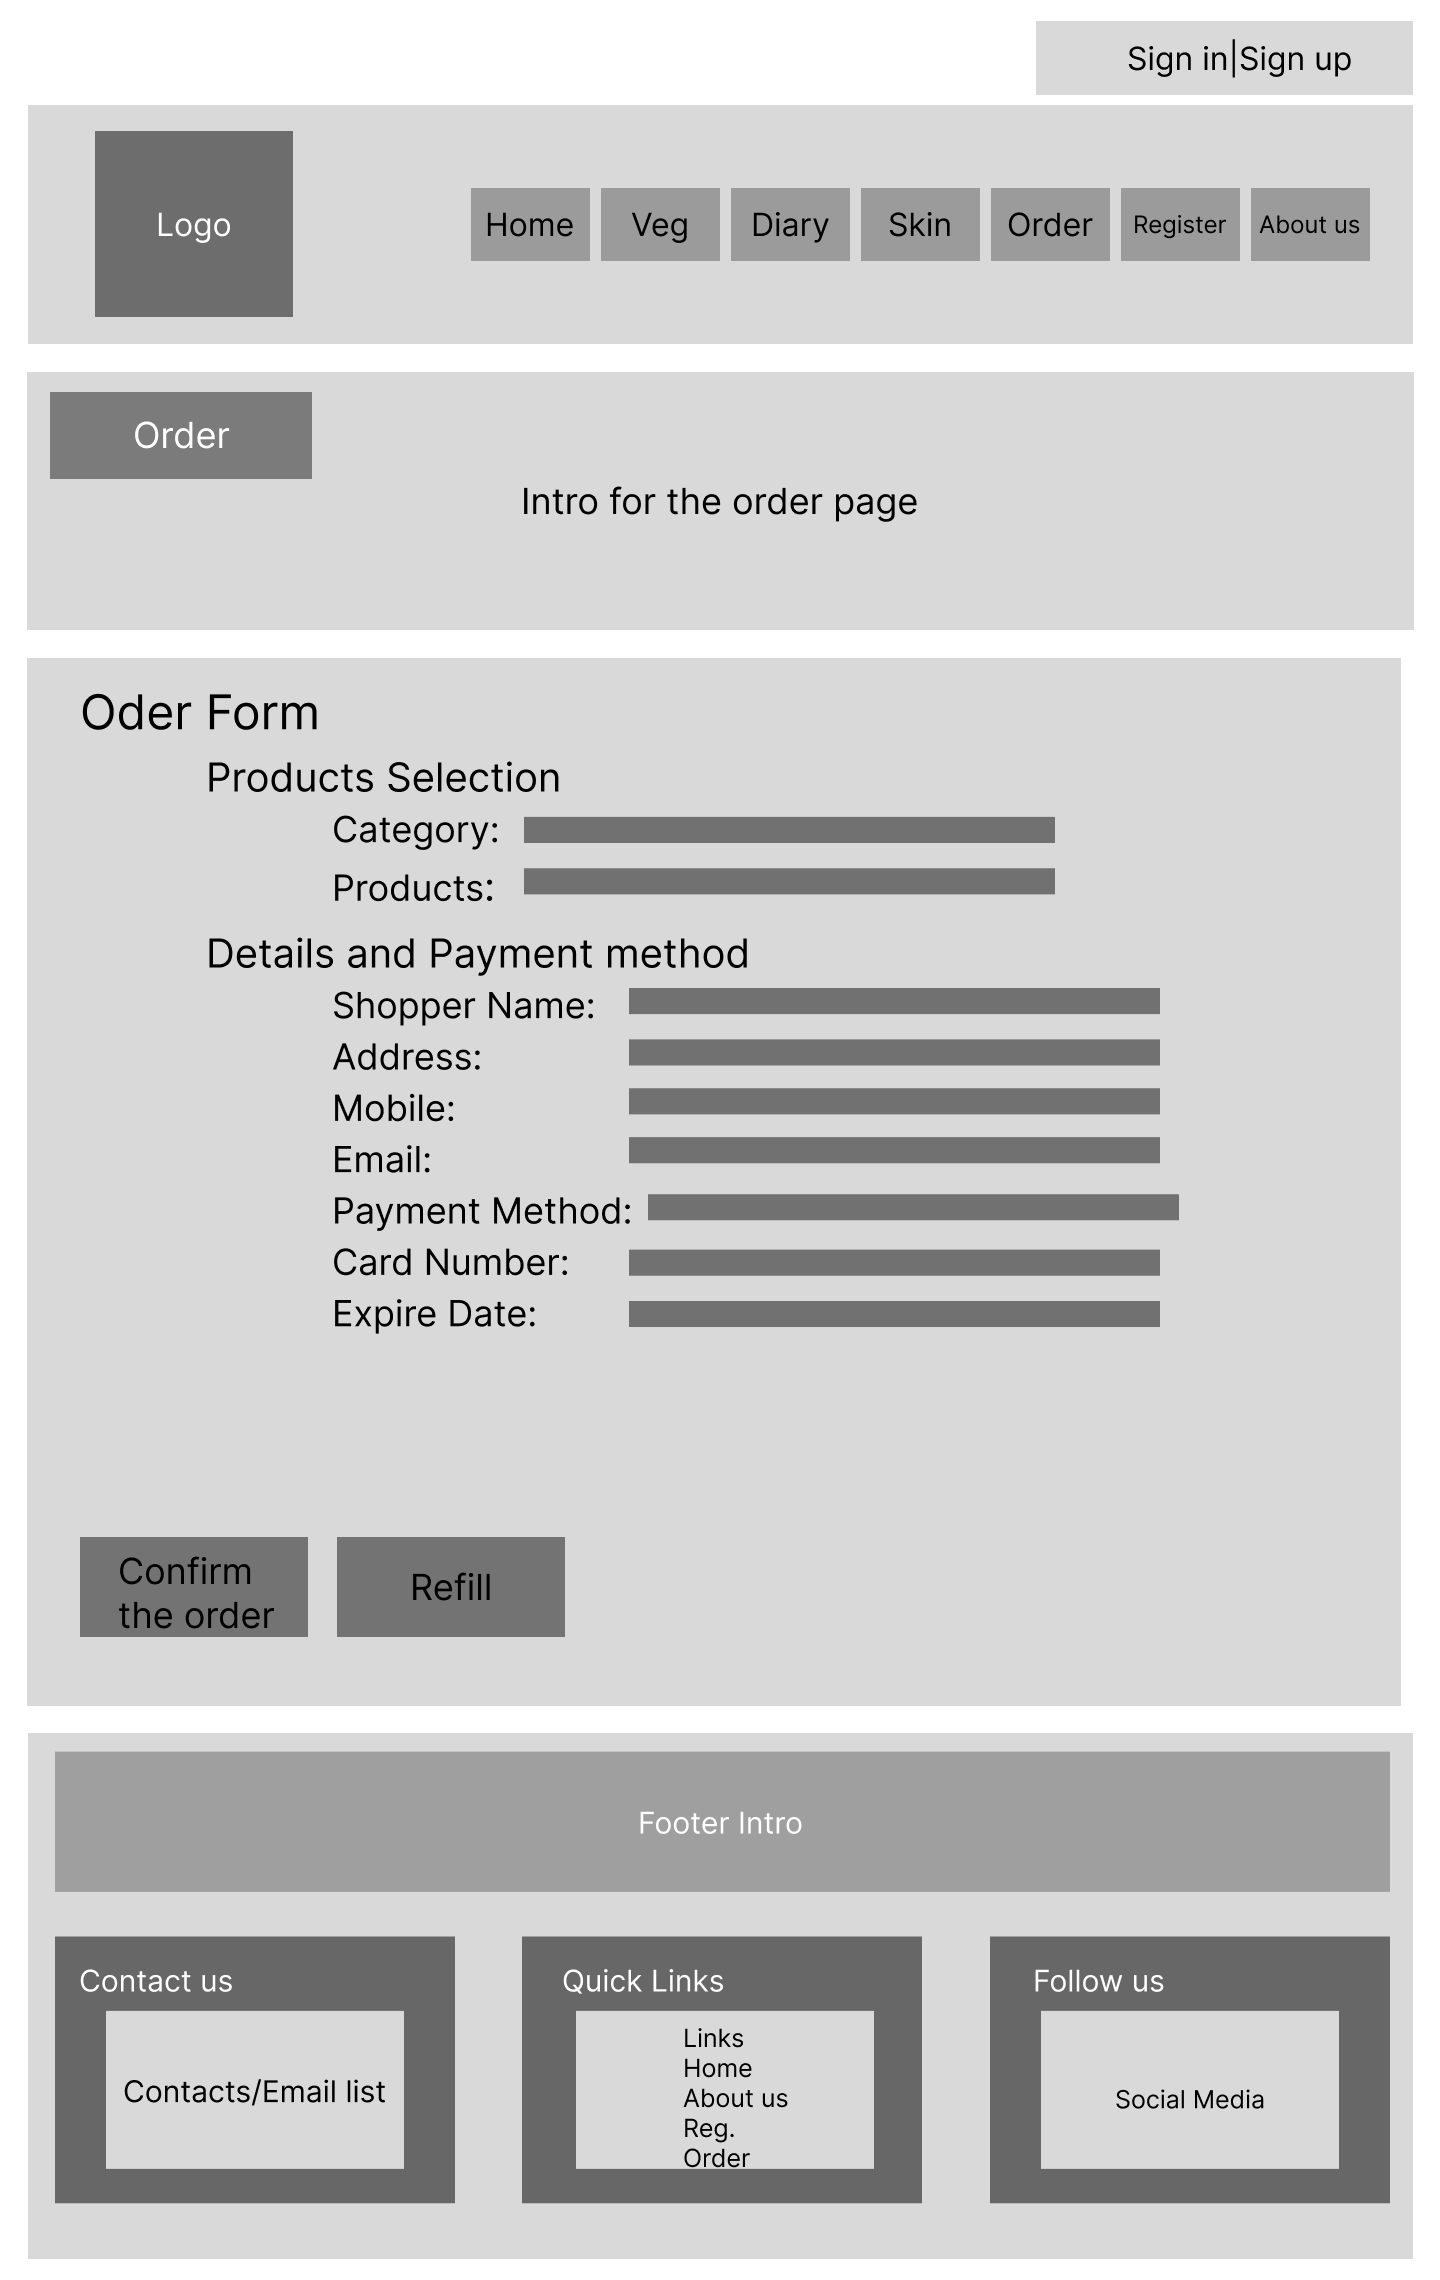 Sign in|Sign up
Logo
Home
Veg
Diary
Skin
Order
Register
About us
Order
Intro for the order page
Oder Form
Products Selection
Category:
Products:
Details and Payment method
Shopper Name:
Address:
Mobile:
Email:
Payment Method:
Card Number:
Expire Date:
Confirm
the order
Refill
Footer Intro
Contact us
Contacts/Email list
Quick Links
Links
Home
About us
Reg.
Order
Follow us
Social Media